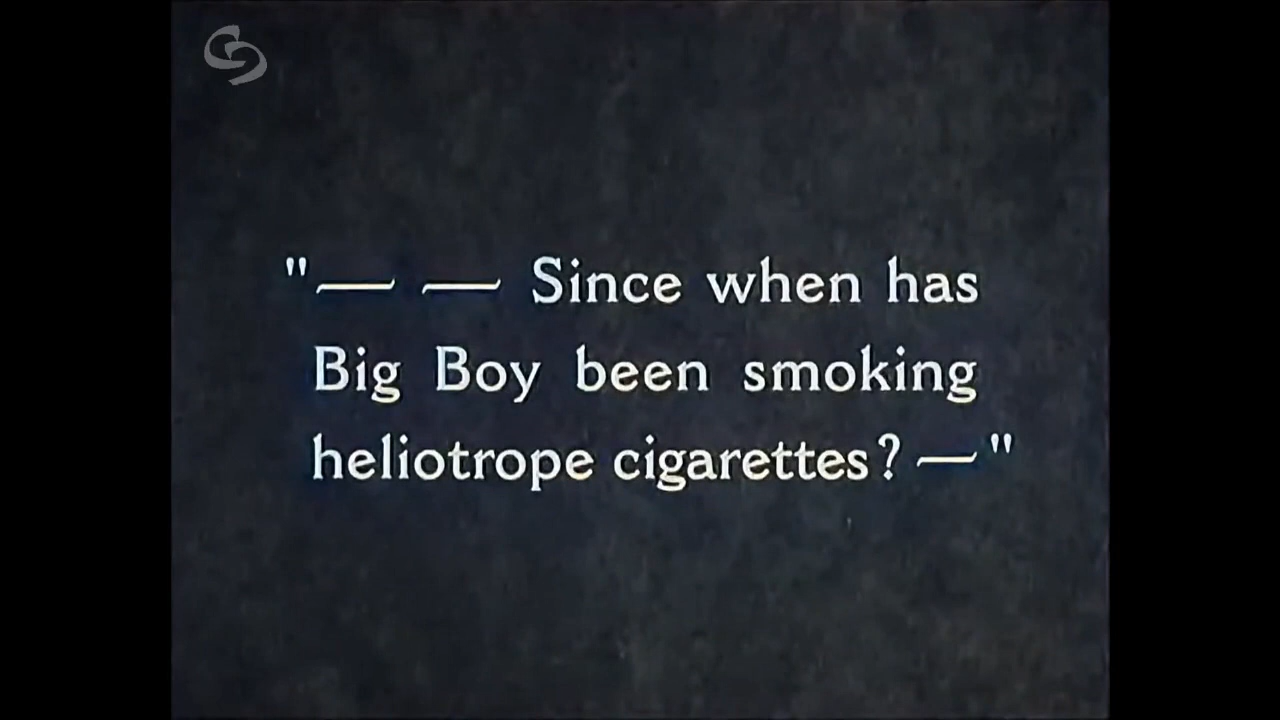 "— — Since when has
Big Boy been smoking
heliotrope cigarettes? —"